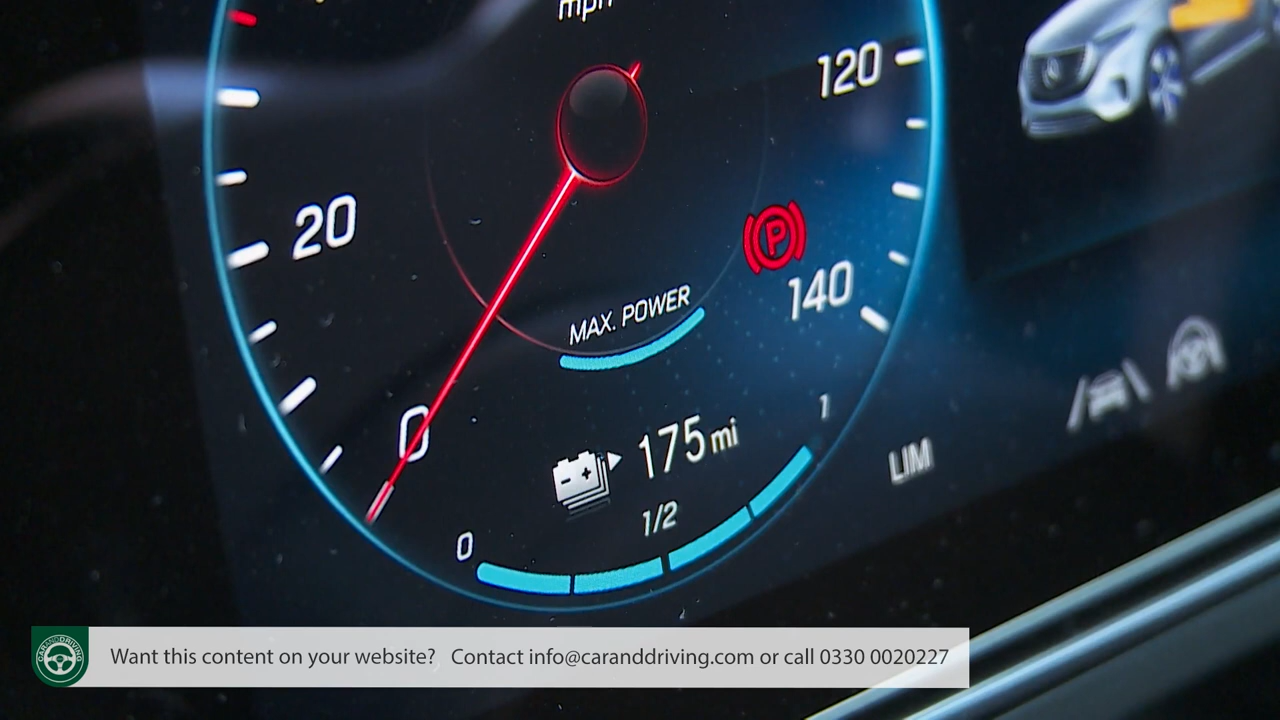 mph
120
20
P
140
MAX. POWER
0
175 mi
1
1/2
LIM
0
CARANDDRIVING
Want this content on your website? Contact info@caranddriving.com or call 0330 0020227